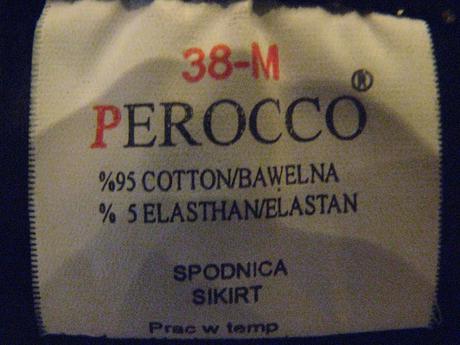 38-M
PEROCCO®
%95 COTTON/BAWEŁNA
% 5 ELASTHAN/ELASTAN
SPODNICA
SIKIRT
Prac w temp